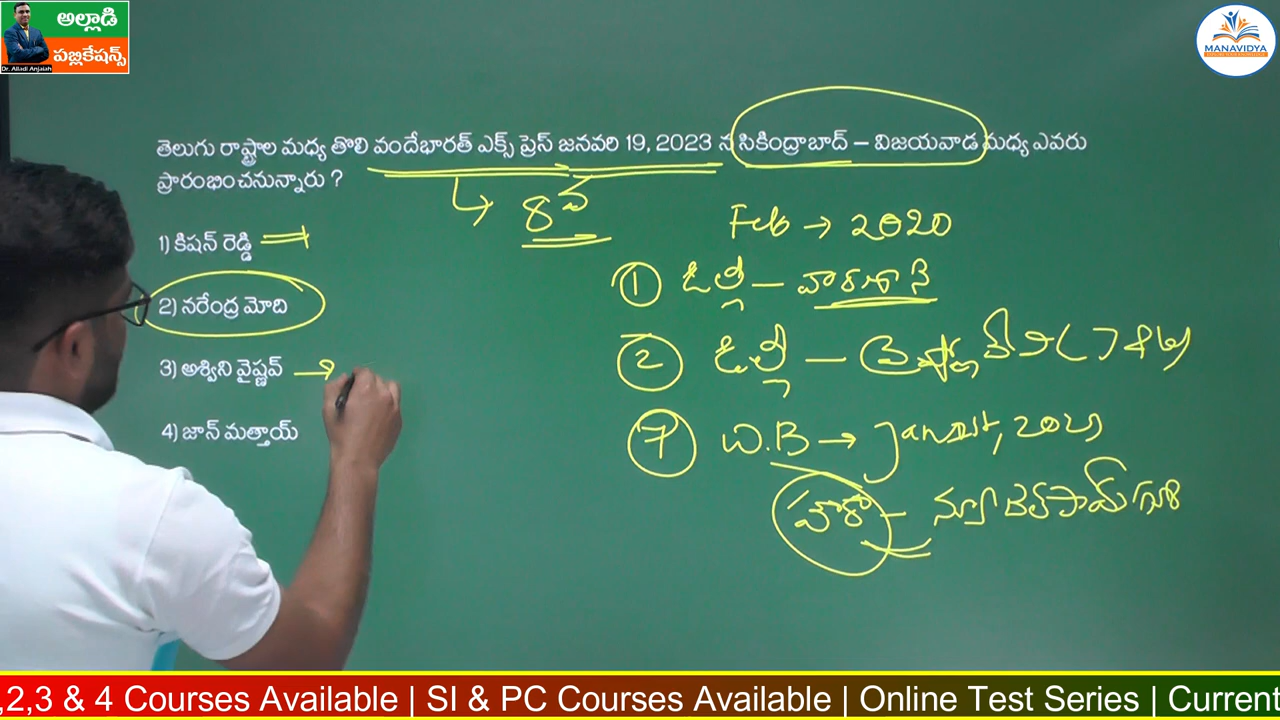 అల్లాడి
పబ్లికేషన్స్
Dr. Alladi Anjaiah
MANAVIDYA
తెలుగు రాష్ట్రాల మధ్య తొలి వందేభారత్ ఎక్స్ ప్రెస్ జనవరి 19, 2023 న సికింద్రాబాద్ – విజయవాడ మధ్య ఎవరు
ప్రారంభించనున్నారు ?
8వ
Feb → 2020
1) కిషన్ రెడ్డి
① ఢిల్లీ – వారణాసి
2) నరేంద్ర మోది
② ఢిల్లీ –
3) అశ్విని వైష్ణవ్ →
⑦ W.B →
4) జాన్ మత్తాయ్
హౌరా – న్యూ
,2,3 & 4 Courses Available | SI & PC Courses Available | Online Test Series | Current